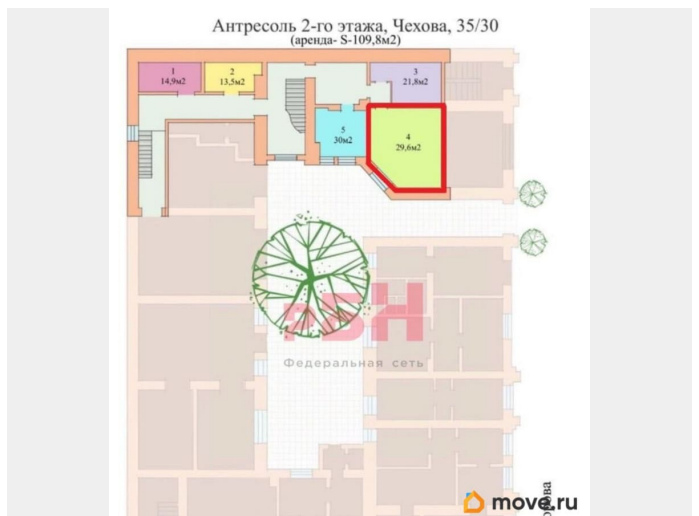 Антресоль 2-го этажа, Чехова, 35/30
(аренда- S-109,8м2)
1
14,9м2
2
13,5м2
3
21,8м2
4
29,6м2
5
30м2
Федеральная сеть
move.ru